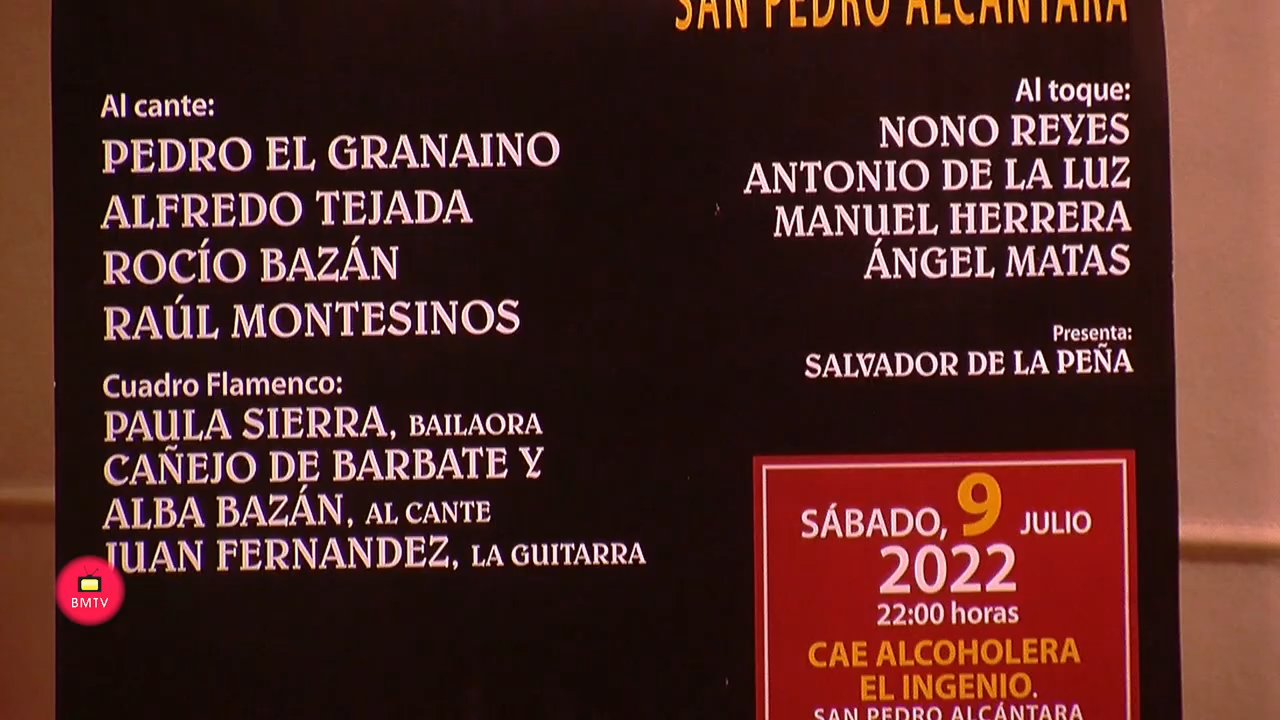 SAN PEDRO ALCÁNTARA
Al cante:
PEDRO EL GRANAINO
ALFREDO TEJADA
ROCÍO BAZÁN
RAÚL MONTESINOS
Cuadro Flamenco:
PAULA SIERRA, BAILAORA
CAÑEJO DE BARBATE Y
ALBA BAZÁN, AL CANTE
JUAN FERNANDEZ, LA GUITARRA
Al toque:
NONO REYES
ANTONIO DE LA LUZ
MANUEL HERRERA
ÁNGEL MATAS
Presenta:
SALVADOR DE LA PEÑA
SÁBADO, 9 JULIO
2022
22:00 horas
CAE ALCOHOLERA
EL INGENIO.
SAN PEDRO ALCÁNTARA
BMTV